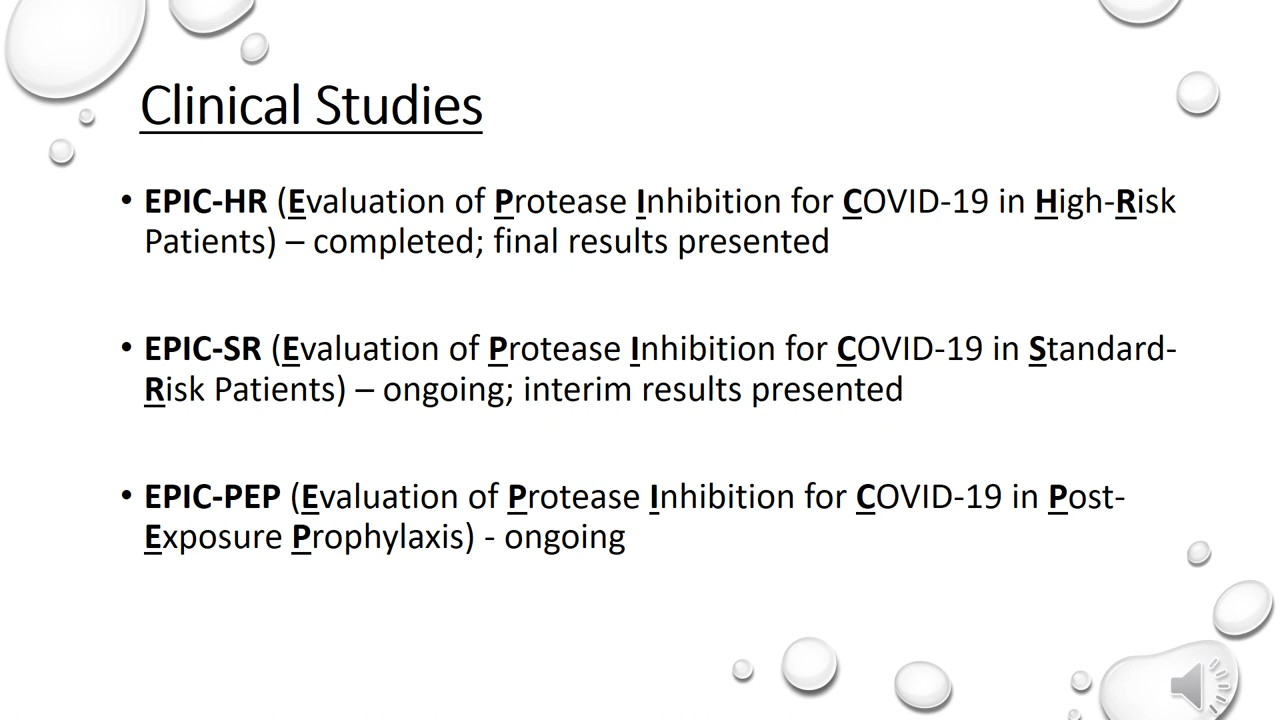 Clinical Studies
• EPIC-HR (Evaluation of Protease Inhibition for COVID-19 in High-Risk
Patients) – completed; final results presented
• EPIC-SR (Evaluation of Protease Inhibition for COVID-19 in Standard-
Risk Patients) – ongoing; interim results presented
• EPIC-PEP (Evaluation of Protease Inhibition for COVID-19 in Post-
Exposure Prophylaxis) - ongoing